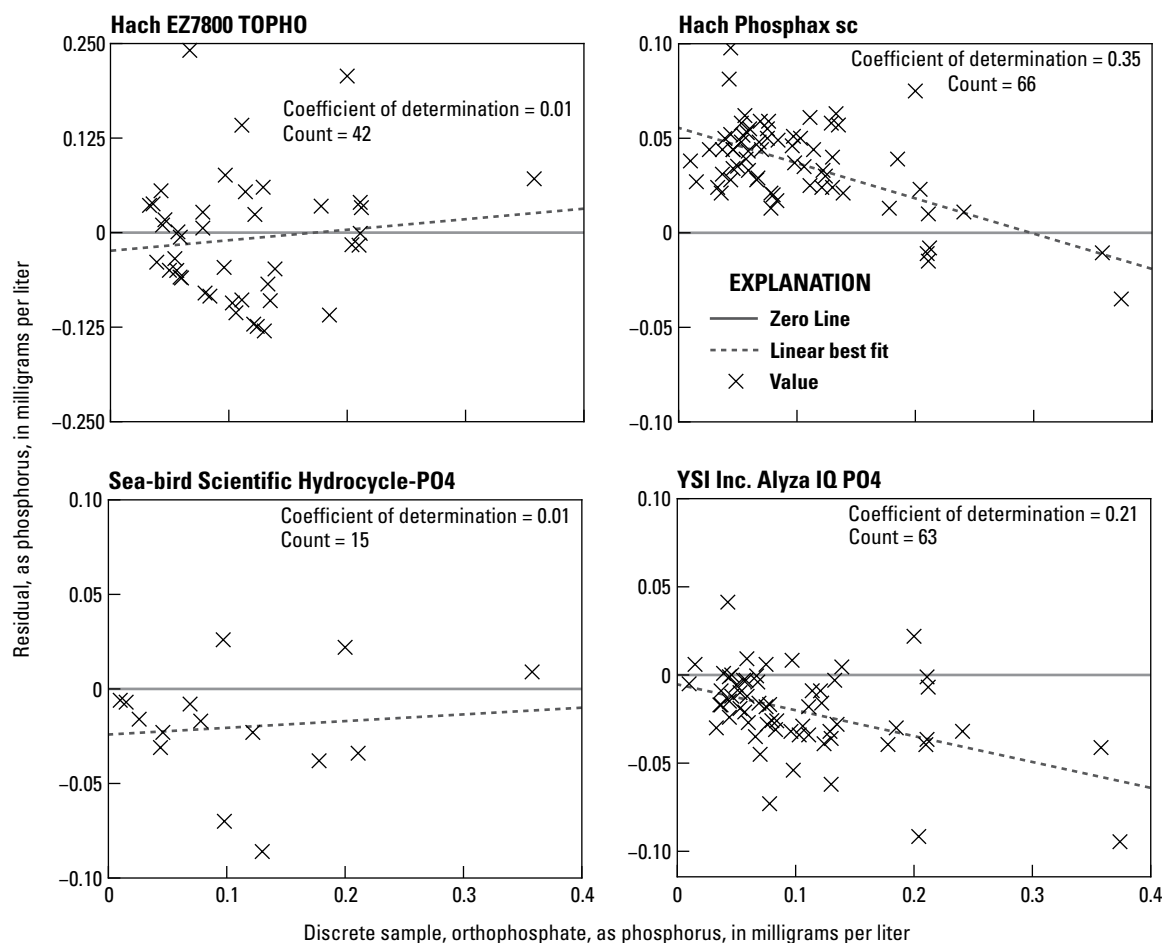 Hach EZ7800 TOPHO
Coefficient of determination = 0.01
Count = 42
0.250
0.125
0
−0.125
−0.250
Hach Phosphax sc
Coefficient of determination = 0.35
Count = 66
0.10
0.05
0
−0.05
−0.10
EXPLANATION
Zero Line
Linear best fit
Value
Residual, as phosphorus, in milligrams per liter
Sea-bird Scientific Hydrocycle-PO4
Coefficient of determination = 0.01
Count = 15
0.10
0.05
0
−0.05
−0.10
0 0.1 0.2 0.3 0.4
YSI Inc. Alyza IQ PO4
Coefficient of determination = 0.21
Count = 63
0.10
0.05
0
−0.05
−0.10
0 0.1 0.2 0.3 0.4
Discrete sample, orthophosphate, as phosphorus, in milligrams per liter